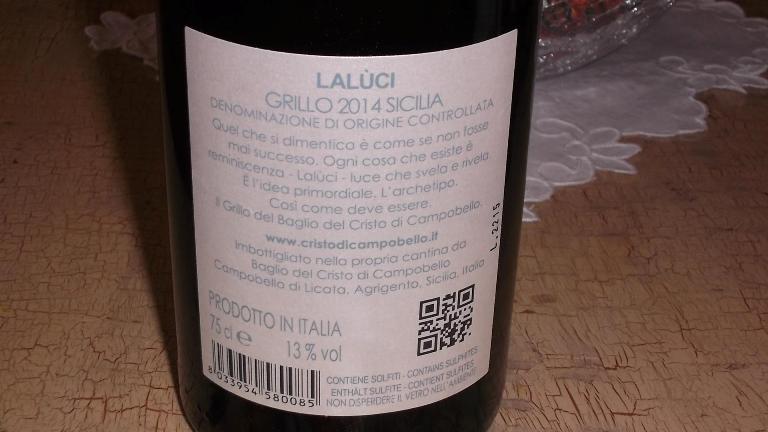 LALÙCI
GRILLO 2014 SICILIA
DENOMINAZIONE DI ORIGINE CONTROLLATA
Quel che si dimentica è come se non fosse
mai successo. Ogni cosa che esiste è
reminiscenza - Lalùci - luce che svela e rivela.
È l'idea primordiale. L'archetipo.
Così come deve essere.
Il Grillo del Baglio del Cristo di Campobello.
www.cristodicampobello.it
Imbottigliato nella propria cantina da
Baglio del Cristo di Campobello
Campobello di Licata, Agrigento, Sicilia, Italia
L.2215
PRODOTTO IN ITALIA
75 cl e 13 % vol
8 033954 580085
CONTIENE SOLFITI - CONTAINS SULPHITES
ENTHÄLT SULFITE - CONTIENT SULFITES
NON DISPERDERE IL VETRO NELL'AMBIENTE